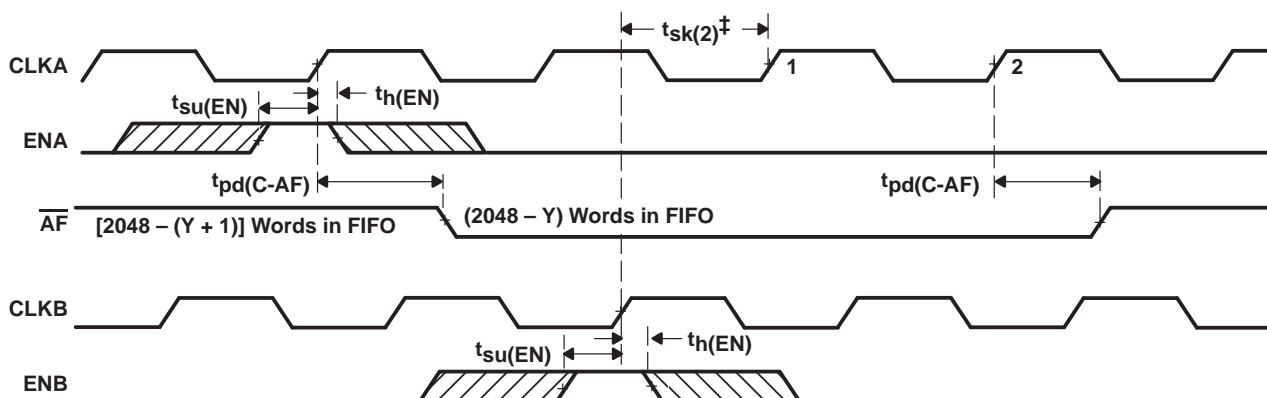 tsk(2)‡
CLKA
1
2
tsu(EN)
th(EN)
ENA
tpd(C-AF)
tpd(C-AF)
AF
[2048 – (Y + 1)] Words in FIFO
(2048 – Y) Words in FIFO
CLKB
tsu(EN)
th(EN)
ENB